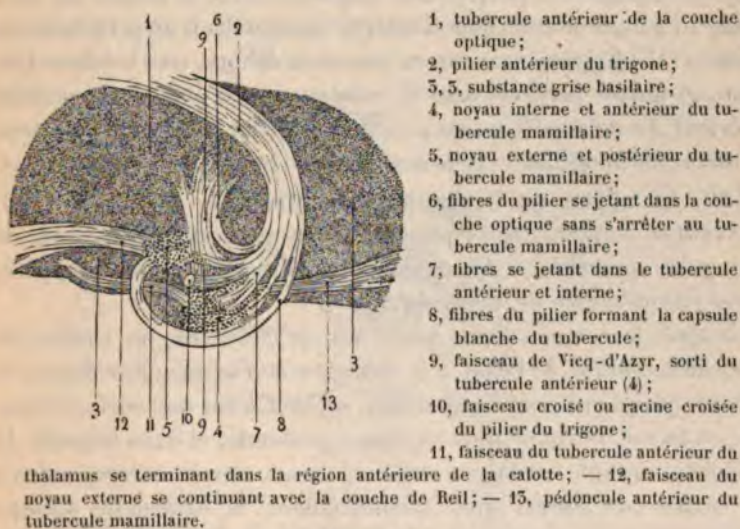 1
6
9
2
3
12
11
5
10
9
4
7
8
13
3
1, tubercule antérieur de la couche
optique;
2, pilier antérieur du trigone;
3, 3, substance grise basilaire;
4, noyau interne et antérieur du tu-
bercule mamillaire;
5, noyau externe et postérieur du tu-
bercule mamillaire;
6, fibres du pilier se jetant dans la cou-
che optique sans s'arrêter au tu-
bercule mamillaire;
7, fibres se jetant dans le tubercule
antérieur et interne;
8, fibres du pilier formant la capsule
blanche du tubercule;
9, faisceau de Vicq-d'Azyr, sorti du
tubercule antérieur (4);
10, faisceau croisé ou racine croisée
du pilier du trigone;
11, faisceau du tubercule antérieur du
thalamus se terminant dans la région antérieure de la calotte; — 12, faisceau du
noyau externe se continuant avec la couche de Reil; — 13, pédoncule antérieur du
tubercule mamillaire.